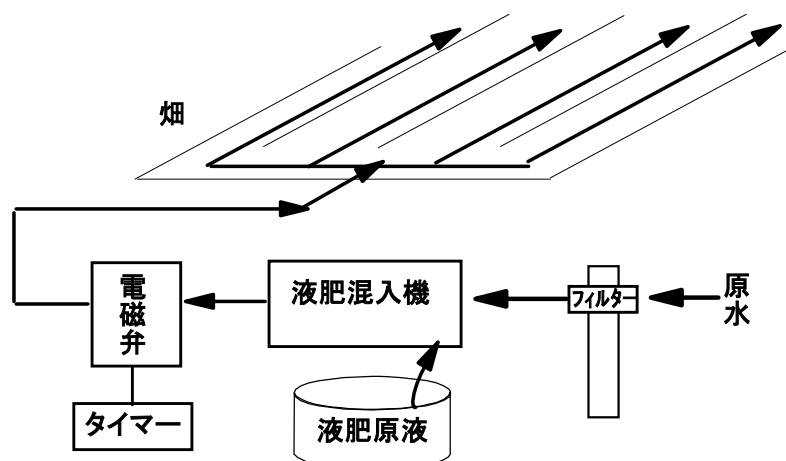 畑
電磁弁
液肥混入機
フィルター
原水
タイマー
液肥原液